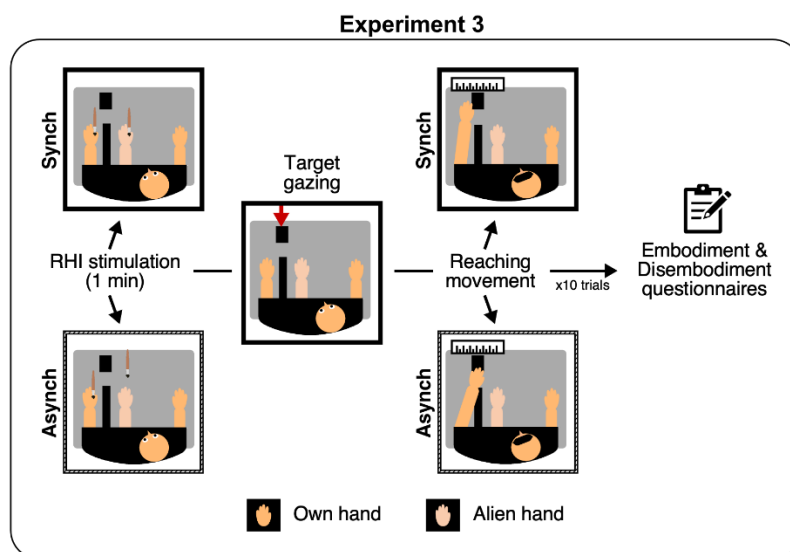 Experiment 3
Synch
Synch
Target
gazing
RHI stimulation
(1 min)
Reaching
movement
x10 trials
Embodiment &
Disembodiment
questionnaires
Asynch
Asynch
Own hand
Alien hand